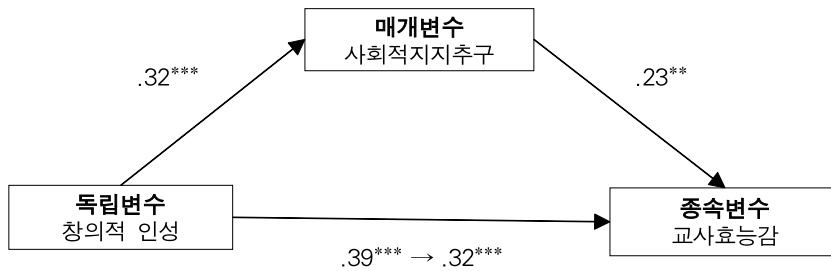 매개변수
사회적지지추구
.32***
.23**
독립변수
창의적 인성
종속변수
교사효능감
.39*** → .32***